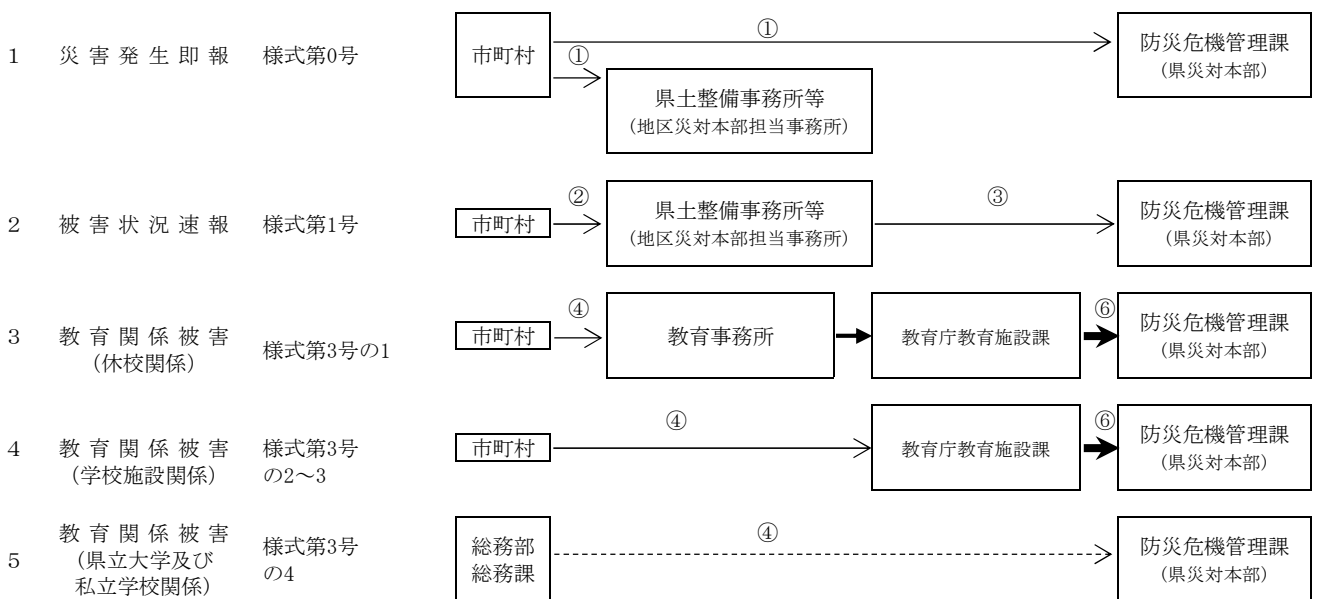 ①
1 災害発生即報 様式第0号 市町村 ① 防災危機管理課
(県災対本部)
県土整備事務所等
(地区災対本部担当事務所)
② ③
2 被害状況速報 様式第1号 市町村 県土整備事務所等 防災危機管理課
(地区災対本部担当事務所) (県災対本部)
④ ⑥
3 教育関係被害 様式第3号の1 市町村 教育事務所 教育庁教育施設課 防災危機管理課
(休校関係) (県災対本部)
④ ⑥
4 教育関係被害 様式第3号 市町村 教育庁教育施設課 防災危機管理課
(学校施設関係) の2～3 (県災対本部)
教育関係被害 ④
5 (県立大学及び 様式第3号 総務部 防災危機管理課
私立学校関係) の4 総務課 (県災対本部)